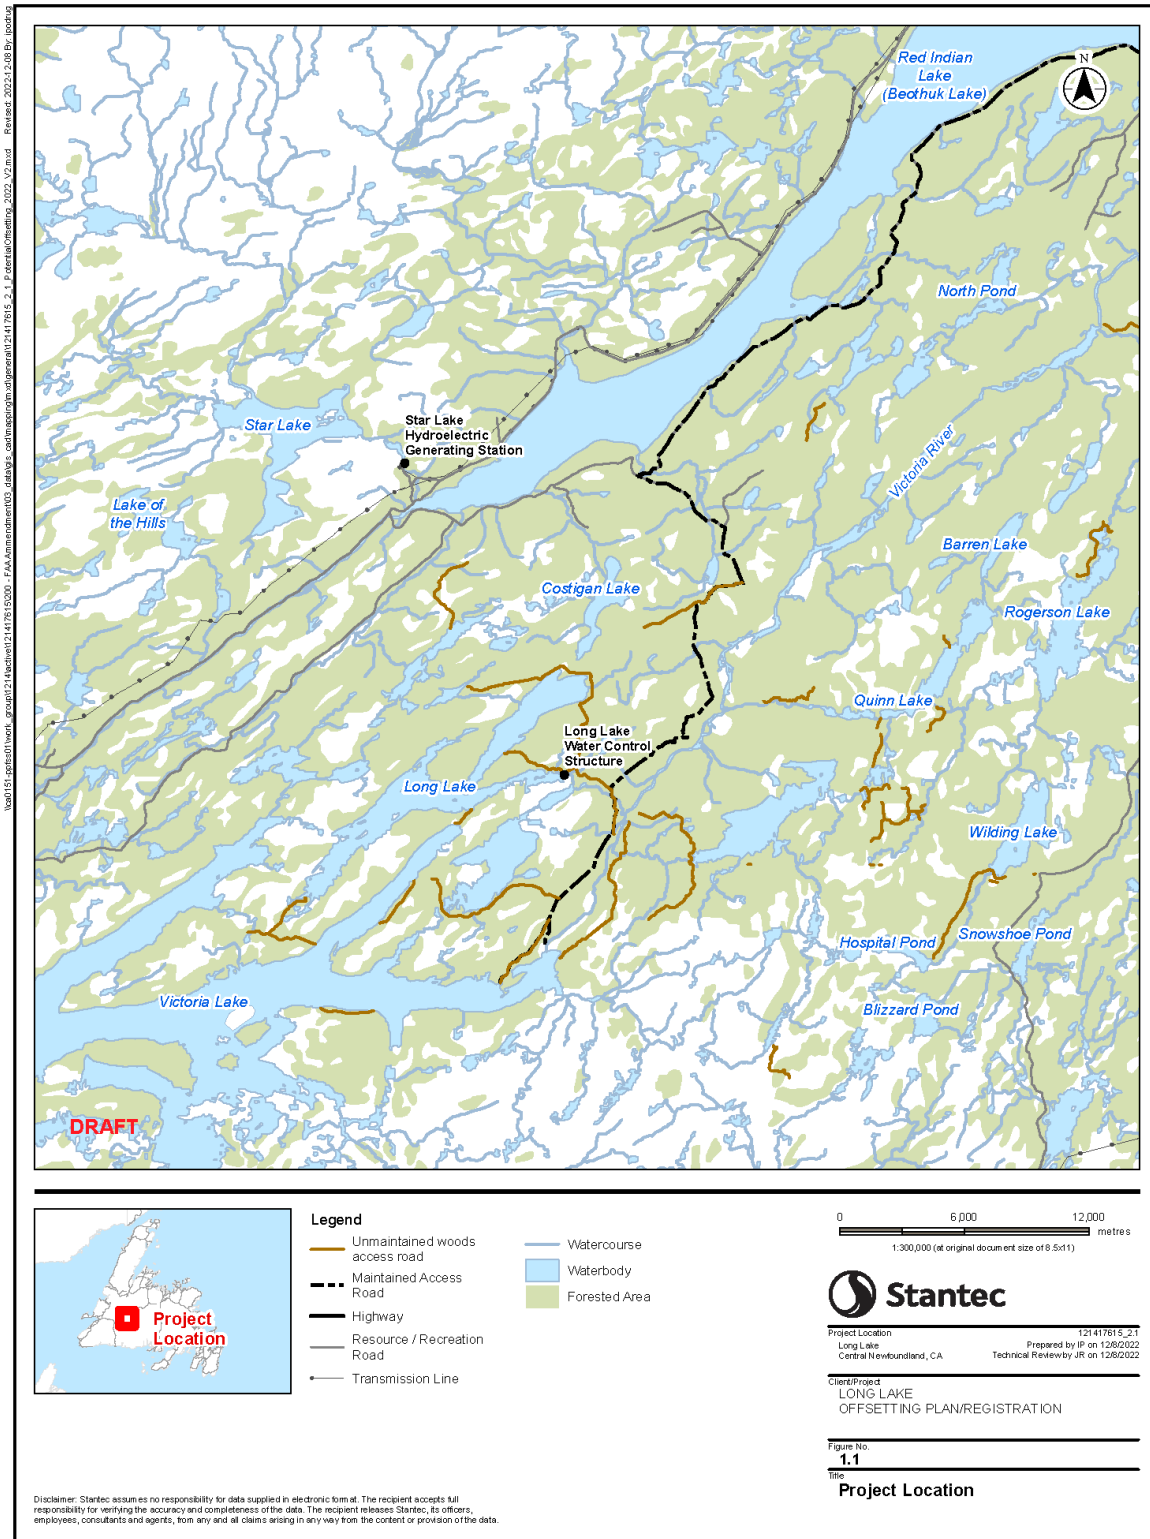 Revised: 2022-12-08 By: ipodrug
Red Indian
Lake
(Beothuk Lake)
N
North Pond
Star Lake
Star Lake
Hydroelectric
Generating Station
Victoria River
Lake of
the Hills
Barren Lake
Costigan Lake
Rogerson Lake
Quinn Lake
Long Lake
Water Control
Structure
Long Lake
Wilding Lake
Hospital Pond
Snowshoe Pond
Victoria Lake
Blizzard Pond
DRAFT
Project
Location
Legend
Unmaintained woods
access road
Maintained Access
Road
Highway
Resource / Recreation
Road
Transmission Line
Watercourse
Waterbody
Forested Area
0 6,000 12,000
metres
1:300,000 (at original document size of 8.5x11)
Stantec
Project Location 121417615_2.1
Long Lake Prepared by IP on 12/8/2022
Central Newfoundland, CA Technical Review by JR on 12/8/2022
Client/Project
LONG LAKE
OFFSETTING PLAN/REGISTRATION
Figure No.
1.1
Title
Project Location
Disclaimer: Stantec assumes no responsibility for data supplied in electronic format. The recipient accepts full
responsibility for verifying the accuracy and completeness of the data. The recipient releases Stantec, its officers,
employees, consultants and agents, from any and all claims arising in any way from the content or provision of the data.